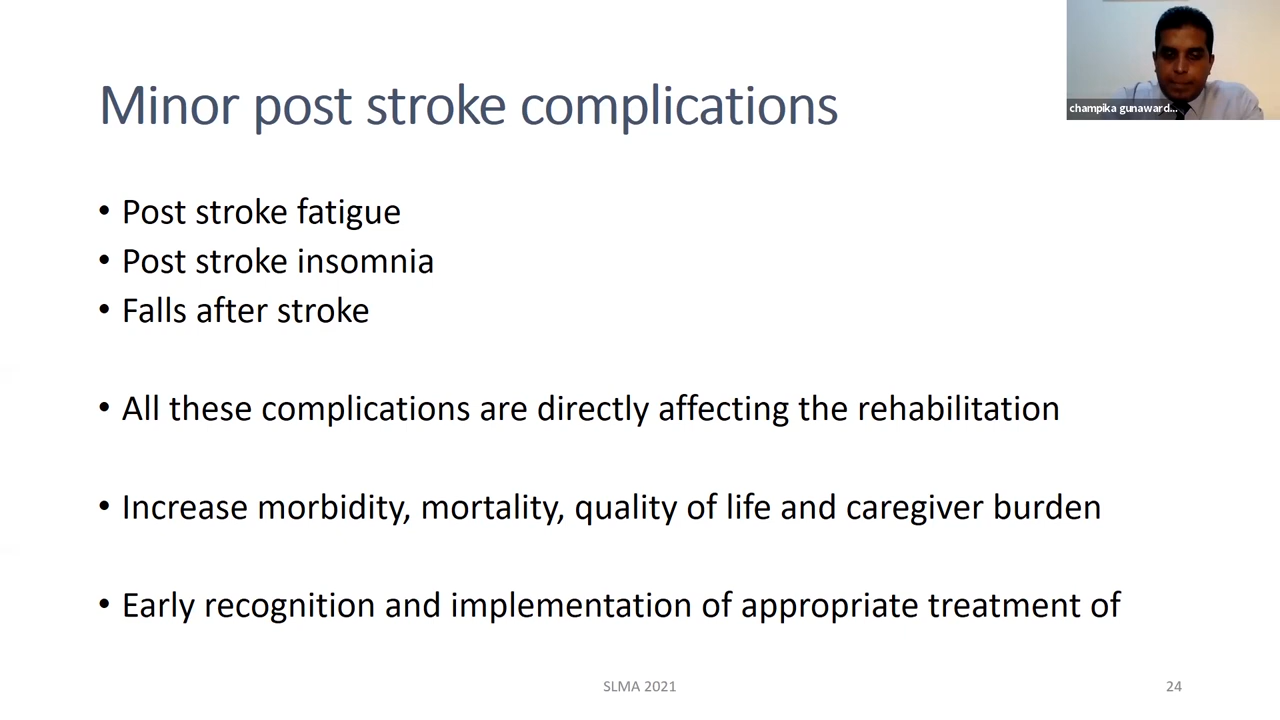 Minor post stroke complications
champika gunaward...
• Post stroke fatigue
• Post stroke insomnia
• Falls after stroke
• All these complications are directly affecting the rehabilitation
• Increase morbidity, mortality, quality of life and caregiver burden
• Early recognition and implementation of appropriate treatment of
SLMA 2021
24